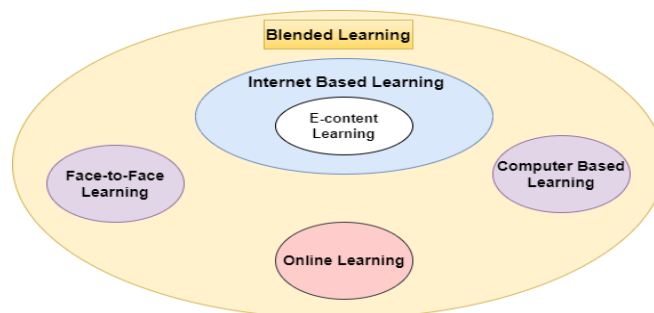 Blended Learning
Internet Based Learning
E-content
Learning
Face-to-Face
Learning
Computer Based
Learning
Online Learning